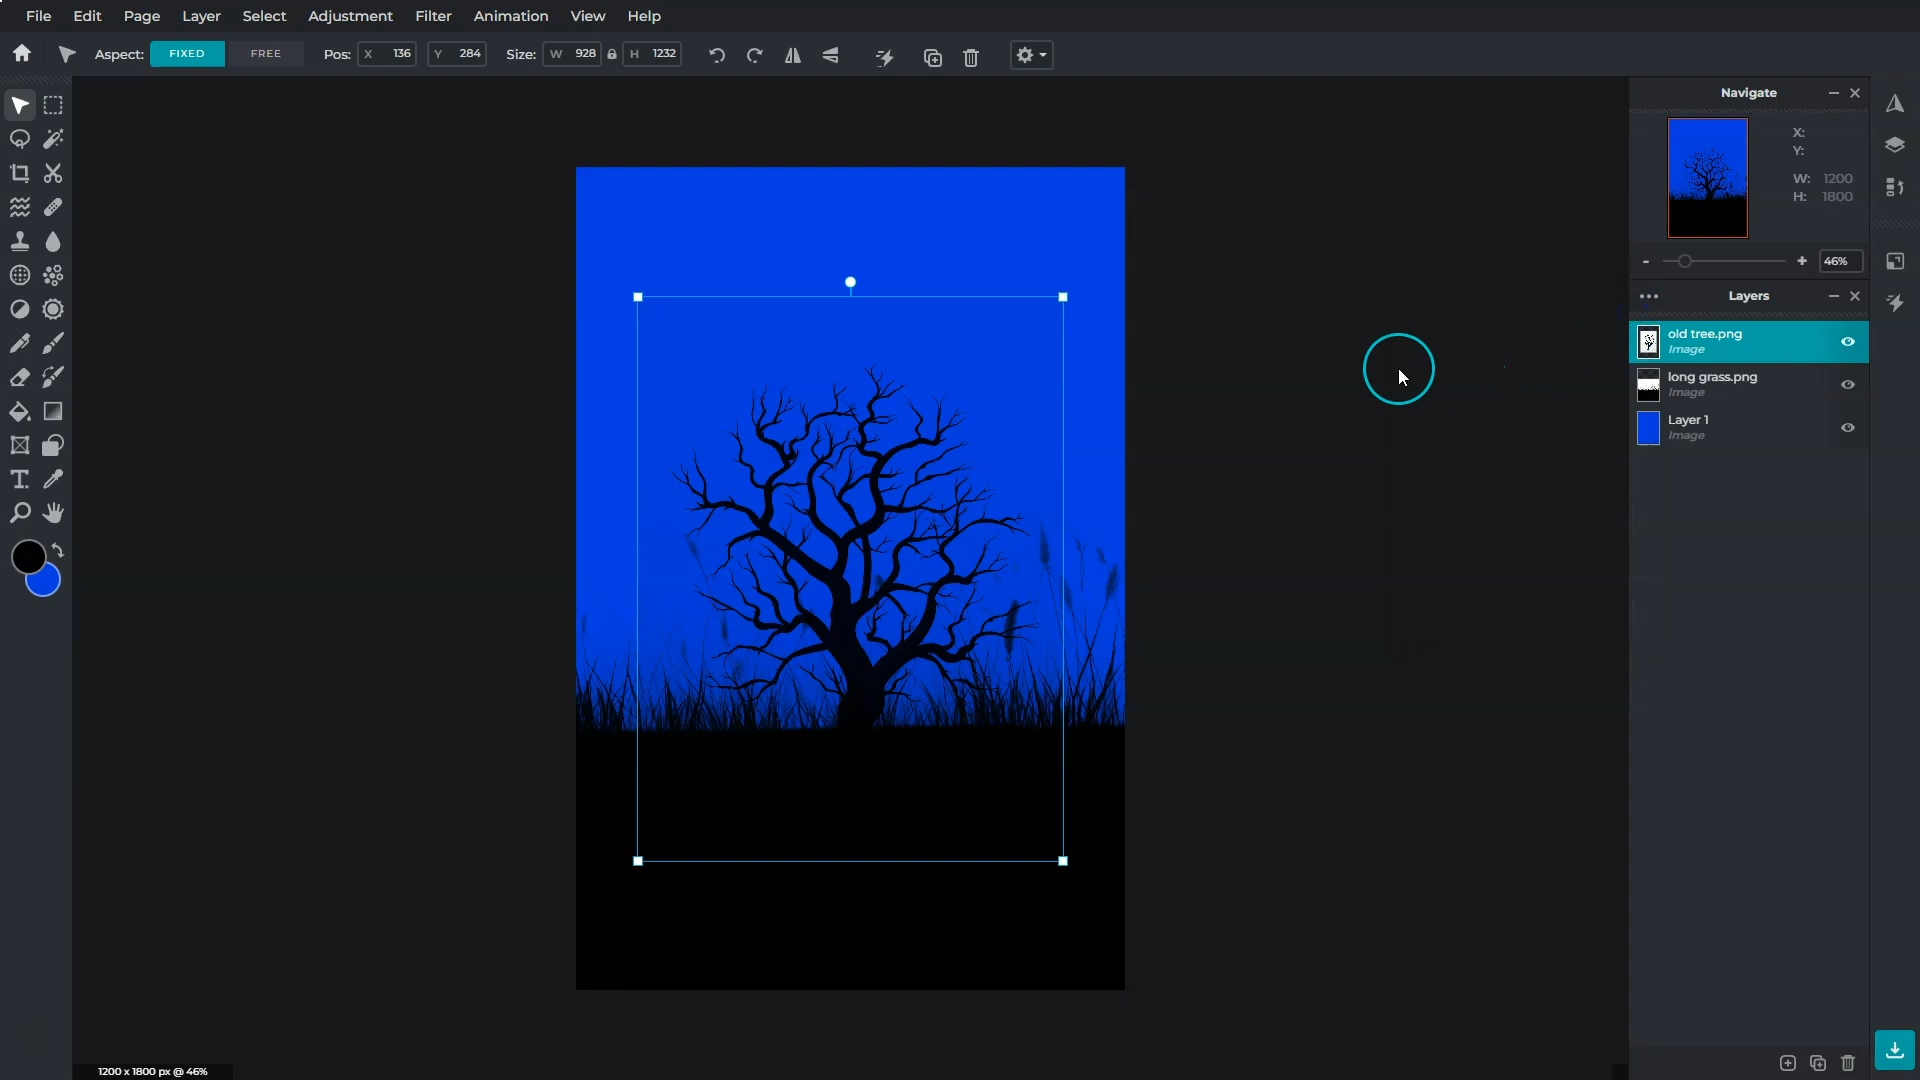 File Edit Page Layer Select Adjustment Filter Animation View Help
Aspect: FIXED FREE Pos: X 136 Y 284 Size: W 928 H 1232
Navigate
X:
Y:
W: 1200
H: 1800
- + 46%
Layers
old tree.png
Image
long grass.png
Image
Layer 1
Image
T
1200 x 1800 px @ 46%